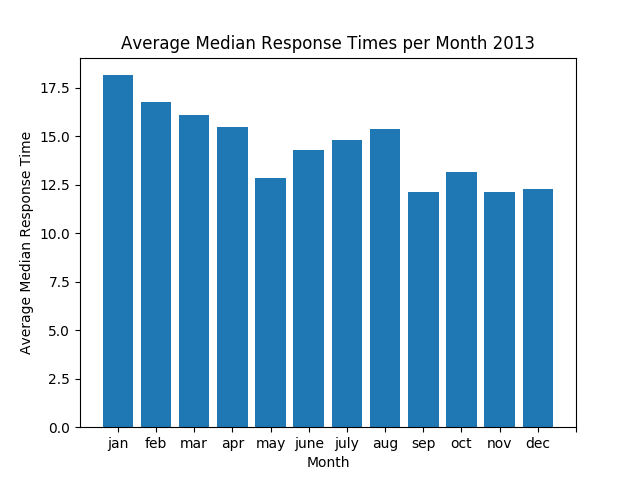 Average Median Response Times per Month 2013
Average Median Response Time
17.5
15.0
12.5
10.0
7.5
5.0
2.5
0.0
jan feb mar apr may june july aug sep oct nov dec
Month